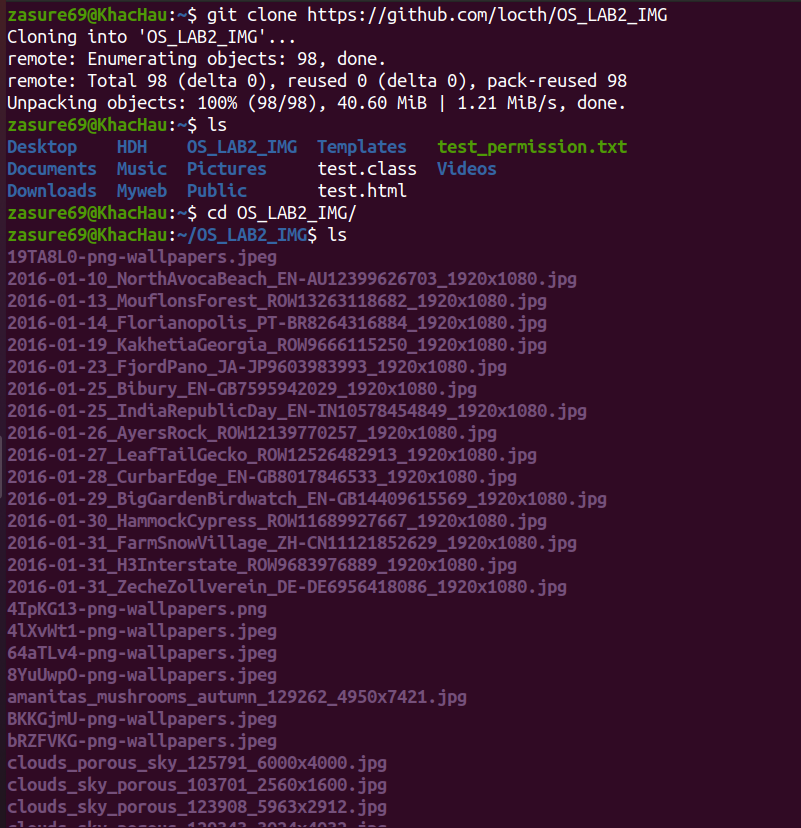 zasure69@KhacHau:~$ git clone https://github.com/locth/OS_LAB2_IMG
Cloning into 'OS_LAB2_IMG'...
remote: Enumerating objects: 98, done.
remote: Total 98 (delta 0), reused 0 (delta 0), pack-reused 98
Unpacking objects: 100% (98/98), 40.60 MiB | 1.21 MiB/s, done.
zasure69@KhacHau:~$ ls
Desktop    HDH    OS_LAB2_IMG  Templates   test_permission.txt
Documents  Music  Pictures     test.class  Videos
Downloads  Myweb  Public       test.html
zasure69@KhacHau:~$ cd OS_LAB2_IMG/
zasure69@KhacHau:~/OS_LAB2_IMG$ ls
19TA8L0-png-wallpapers.jpeg
2016-01-10_NorthAvocaBeach_EN-AU12399626703_1920x1080.jpg
2016-01-13_MouflonsForest_ROW13263118682_1920x1080.jpg
2016-01-14_Florianopolis_PT-BR8264316884_1920x1080.jpg
2016-01-19_KakhetiaGeorgia_ROW9666115250_1920x1080.jpg
2016-01-23_FjordPano_JA-JP9603983993_1920x1080.jpg
2016-01-25_Bibury_EN-GB7595942029_1920x1080.jpg
2016-01-25_IndiaRepublicDay_EN-IN10578454849_1920x1080.jpg
2016-01-26_AyersRock_ROW12139770257_1920x1080.jpg
2016-01-27_LeafTailGecko_ROW12526482913_1920x1080.jpg
2016-01-28_CurbarEdge_EN-GB8017846533_1920x1080.jpg
2016-01-29_BigGardenBirdwatch_EN-GB14409615569_1920x1080.jpg
2016-01-30_HammockCypress_ROW11689927667_1920x1080.jpg
2016-01-31_FarmSnowVillage_ZH-CN11121852629_1920x1080.jpg
2016-01-31_H3Interstate_ROW9683976889_1920x1080.jpg
2016-01-31_ZecheZollverein_DE-DE6956418086_1920x1080.jpg
4IpKG13-png-wallpapers.png
4lXvWt1-png-wallpapers.jpeg
64aTLv4-png-wallpapers.jpeg
8YuUwpO-png-wallpapers.jpeg
amanitas_mushrooms_autumn_129262_4950x7421.jpg
BKKGjmU-png-wallpapers.jpeg
bRZFVKG-png-wallpapers.jpeg
clouds_porous_sky_125791_6000x4000.jpg
clouds_sky_porous_103701_2560x1600.jpg
clouds_sky_porous_123908_5963x2912.jpg